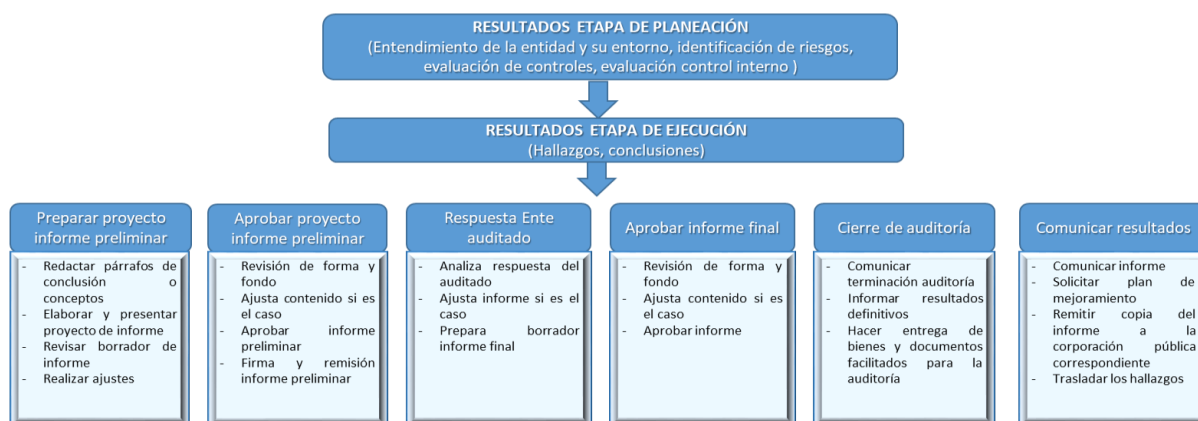 RESULTADOS ETAPA DE PLANEACIÓN
(Entendimiento de la entidad y su entorno, identificación de riesgos,
evaluación de controles, evaluación control interno )
RESULTADOS ETAPA DE EJECUCIÓN
(Hallazgos, conclusiones)
Preparar proyecto
informe preliminar
- Redactar párrafos de
conclusión o
conceptos
- Elaborar y presentar
proyecto de informe
- Revisar borrador de
informe
- Realizar ajustes
Aprobar proyecto
informe preliminar
- Revisión de forma y
fondo
- Ajusta contenido si es
el caso
- Aprobar informe
preliminar
- Firma y remisión
informe preliminar
Respuesta Ente
auditado
- Analiza respuesta del
auditado
- Ajusta informe si es el
caso
- Prepara borrador
informe final
Aprobar informe final
- Revisión de forma y
fondo
- Ajusta contenido si es
el caso
- Aprobar informe
Cierre de auditoría
- Comunicar
terminación auditoría
- Informar resultados
definitivos
- Hacer entrega de
bienes y documentos
facilitados para la
auditoría
Comunicar resultados
- Comunicar informe
- Solicitar plan de
mejoramiento
- Remitir copia del
informe a la
corporación pública
correspondiente
- Trasladar los hallazgos